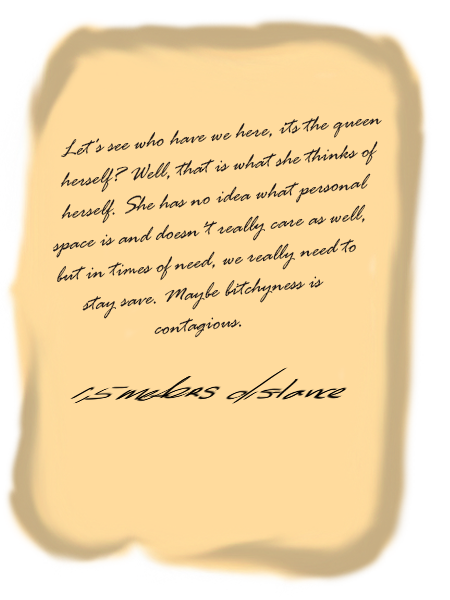 Let's see who have we here, its the queen
herself? Well, that is what she thinks of
herself. She has no idea what personal
space is and doesn't really care as well,
but in times of need, we really need to
stay save. Maybe bitchyness is
contagious.
1,5 meters distance